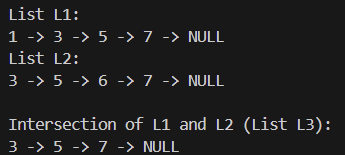 List L1:
1 -> 3 -> 5 -> 7 -> NULL
List L2:
3 -> 5 -> 6 -> 7 -> NULL
Intersection of L1 and L2 (List L3):
3 -> 5 -> 7 -> NULL